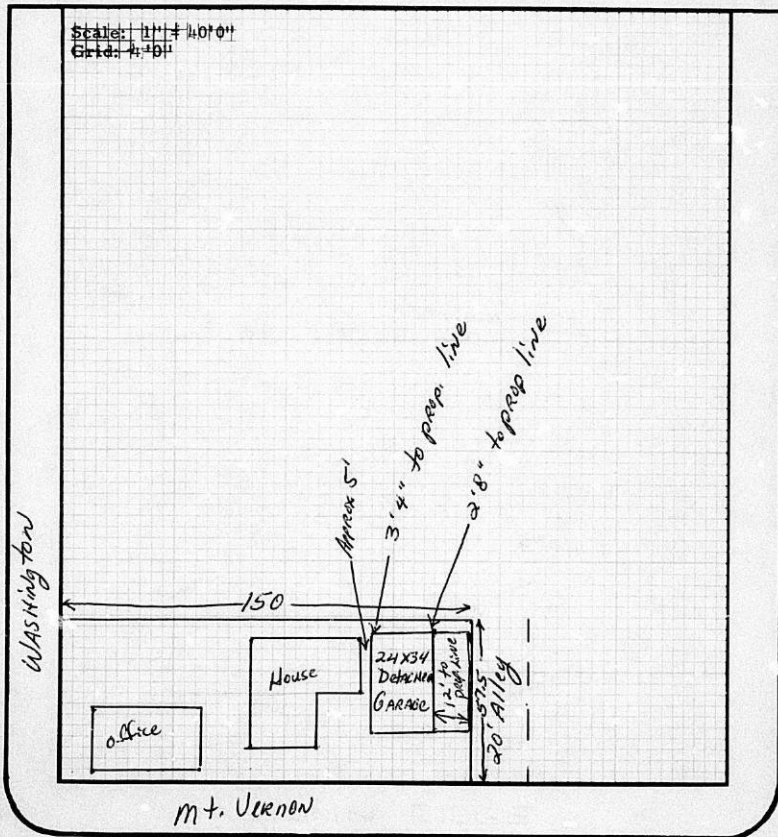 Scale: 1" = 40'0"
Grid: 4'0"
Approx 5'
3'4" to prop. line
2'8" to prop line
WASHington
150
House
24x34
Detached
GARAGE
12' to
prop line
57.5
20' Alley
office
Mt. VERNON